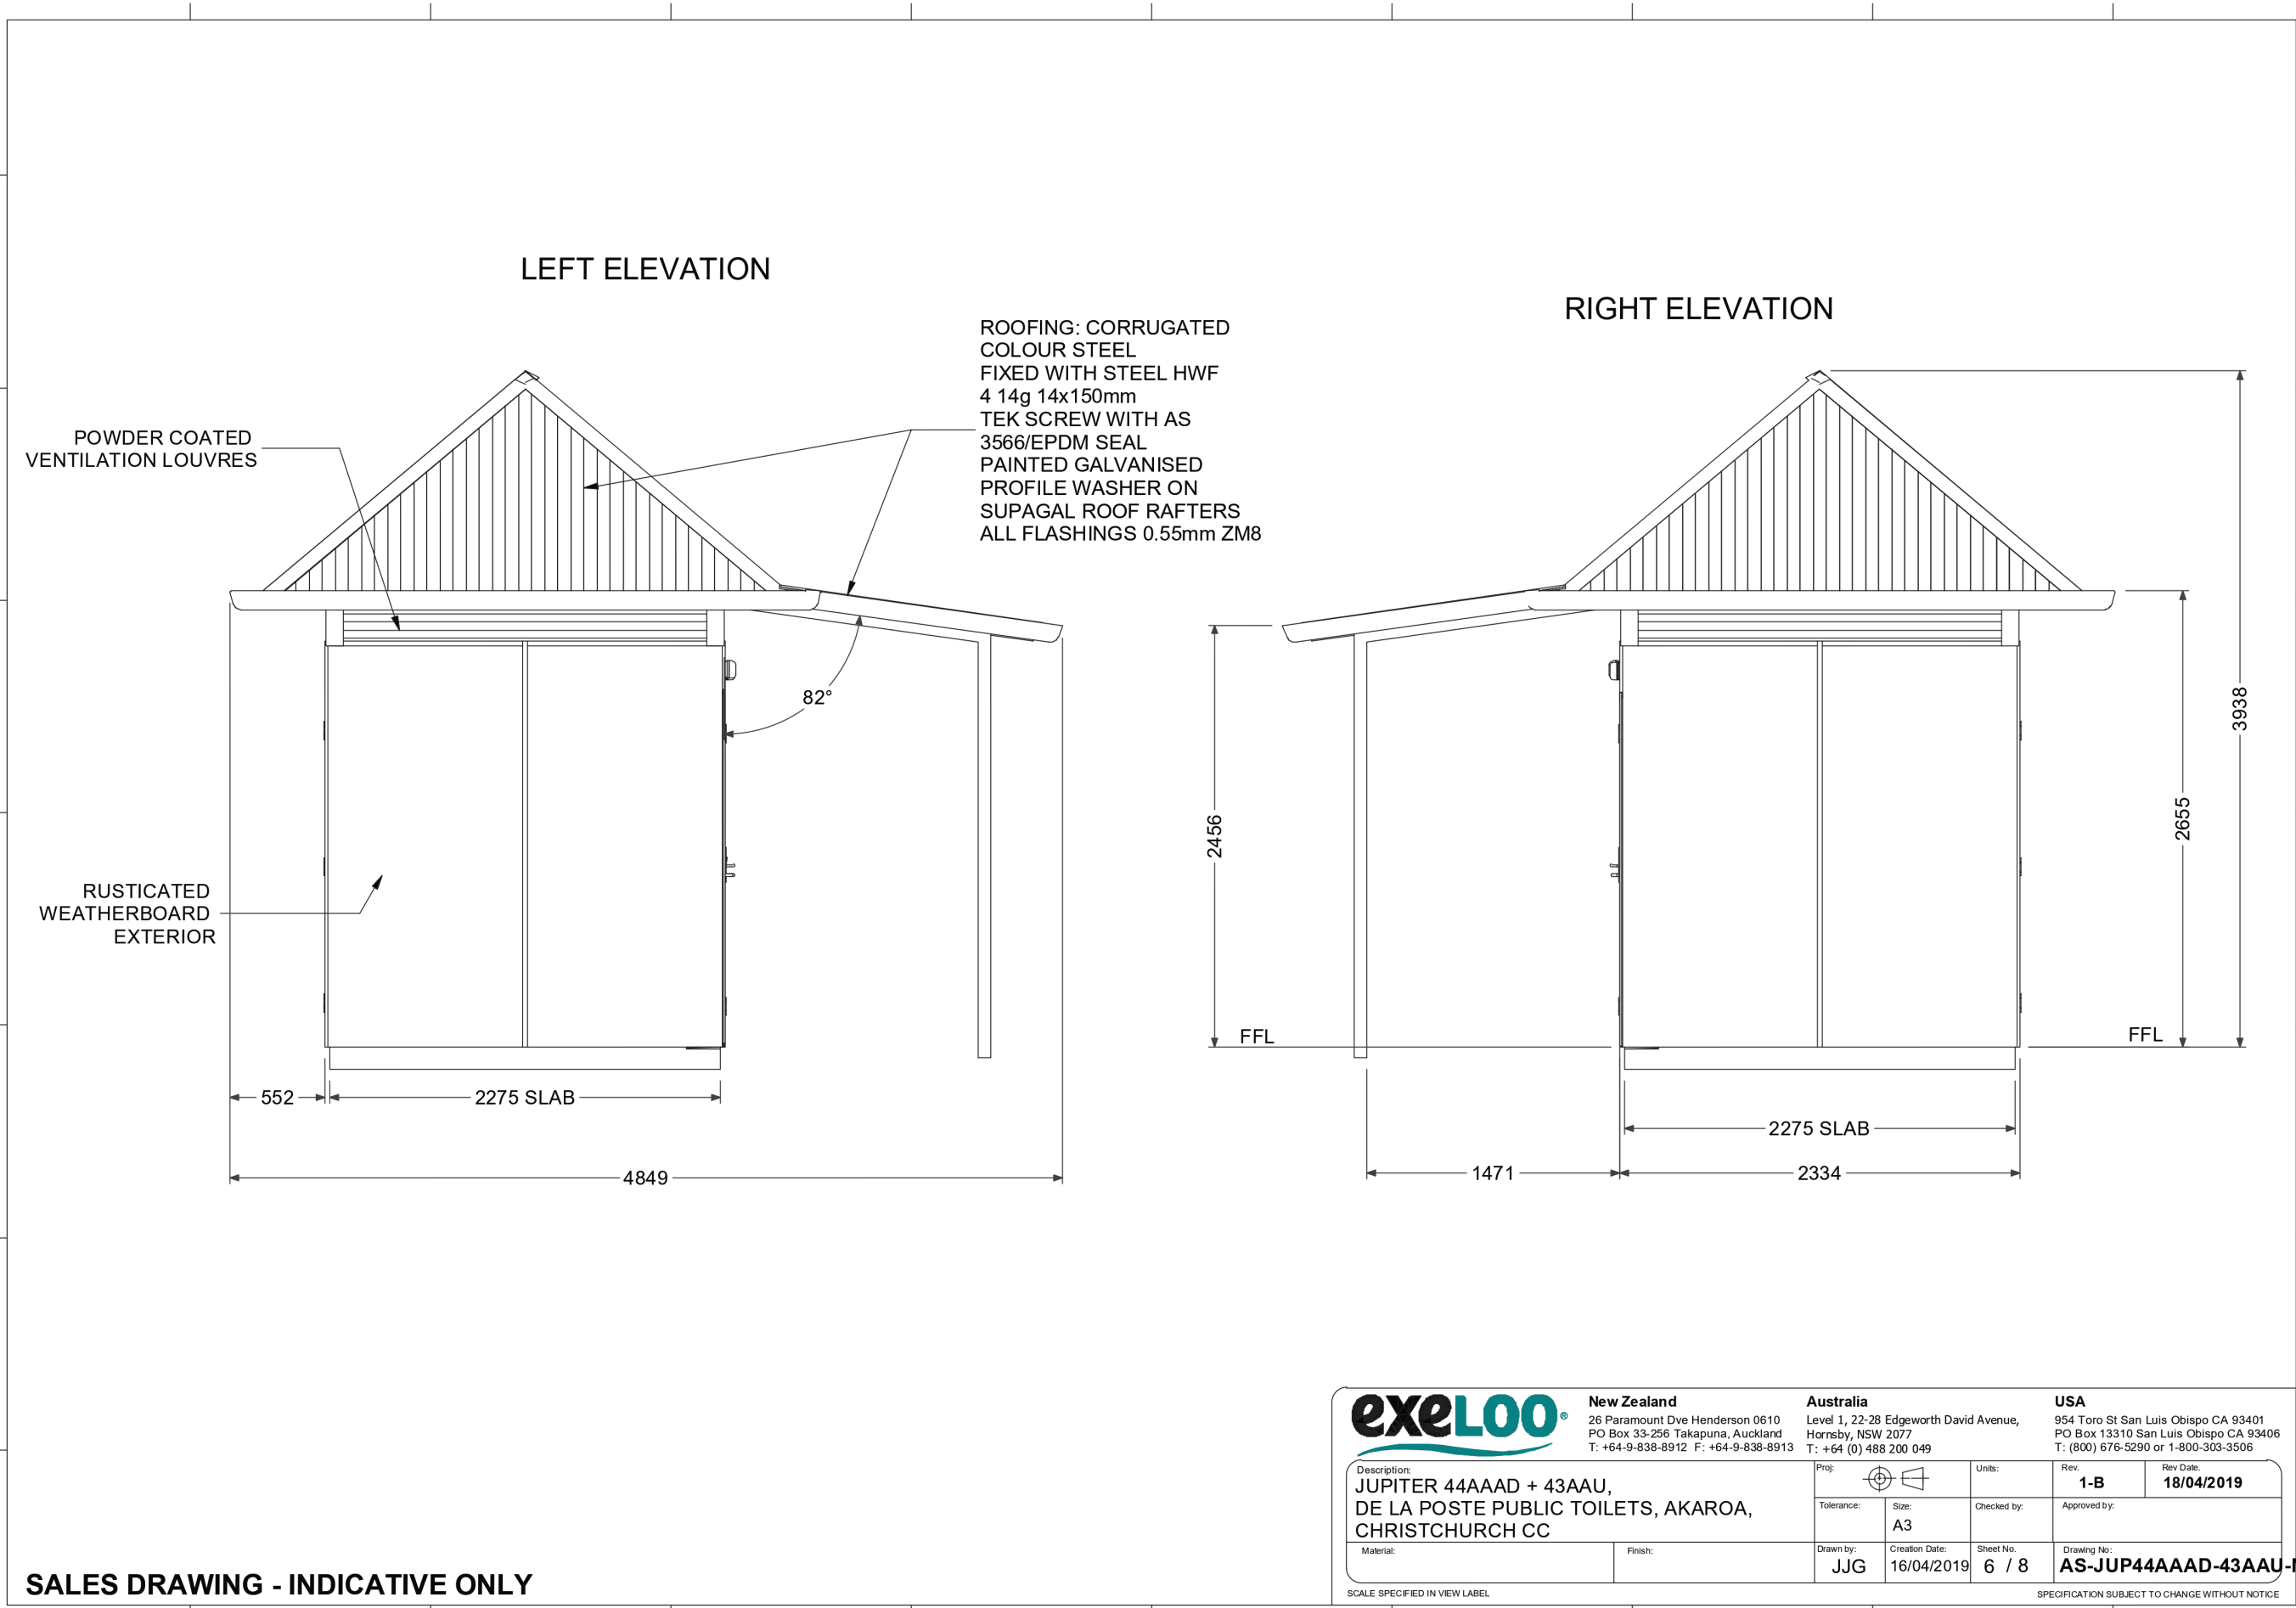 LEFT ELEVATION
RIGHT ELEVATION
ROOFING: CORRUGATED
COLOUR STEEL
FIXED WITH STEEL HWF
4 14g 14x150mm
TEK SCREW WITH AS
3566/EPDM SEAL
PAINTED GALVANISED
PROFILE WASHER ON
SUPAGAL ROOF RAFTERS
ALL FLASHINGS 0.55mm ZM8
POWDER COATED
VENTILATION LOUVRES
82°
RUSTICATED
WEATHERBOARD
EXTERIOR
552
2275 SLAB
4849
2456
FFL
3938
2655
FFL
2275 SLAB
1471
2334
exeLOO®
New Zealand
26 Paramount Dve Henderson 0610
PO Box 33-256 Takapuna, Auckland
T: +64-9-838-8912 F: +64-9-838-8913
Australia
Level 1, 22-28 Edgeworth David Avenue,
Hornsby, NSW 2077
T: +64 (0) 488 200 049
USA
954 Toro St San Luis Obispo CA 93401
PO Box 13310 San Luis Obispo CA 93406
T: (800) 676-5290 or 1-800-303-3506
Description:
JUPITER 44AAAD + 43AAU,
DE LA POSTE PUBLIC TOILETS, AKAROA,
CHRISTCHURCH CC
Proj:
Units:
Rev.
1-B
Rev Date.
18/04/2019
Tolerance:
Size:
A3
Checked by:
Approved by:
Material:
Finish:
Drawn by:
JJG
Creation Date:
16/04/2019
Sheet No.
6 / 8
Drawing No:
AS-JUP44AAAD-43AAU-
SCALE SPECIFIED IN VIEW LABEL
SPECIFICATION SUBJECT TO CHANGE WITHOUT NOTICE
SALES DRAWING - INDICATIVE ONLY